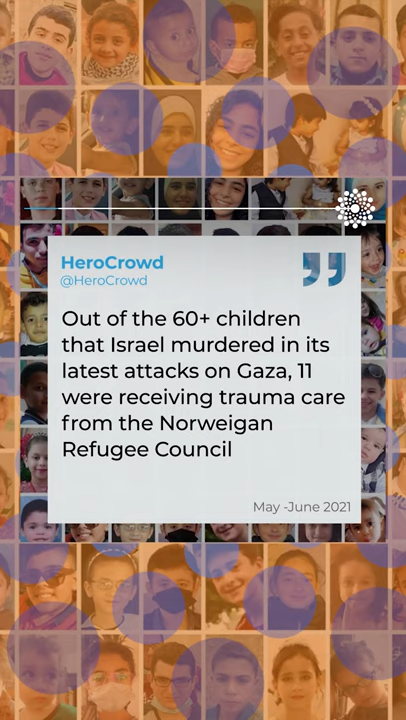 HeroCrowd
@HeroCrowd
Out of the 60+ children
that Israel murdered in its
latest attacks on Gaza, 11
were receiving trauma care
from the Norweigan
Refugee Council
May -June 2021